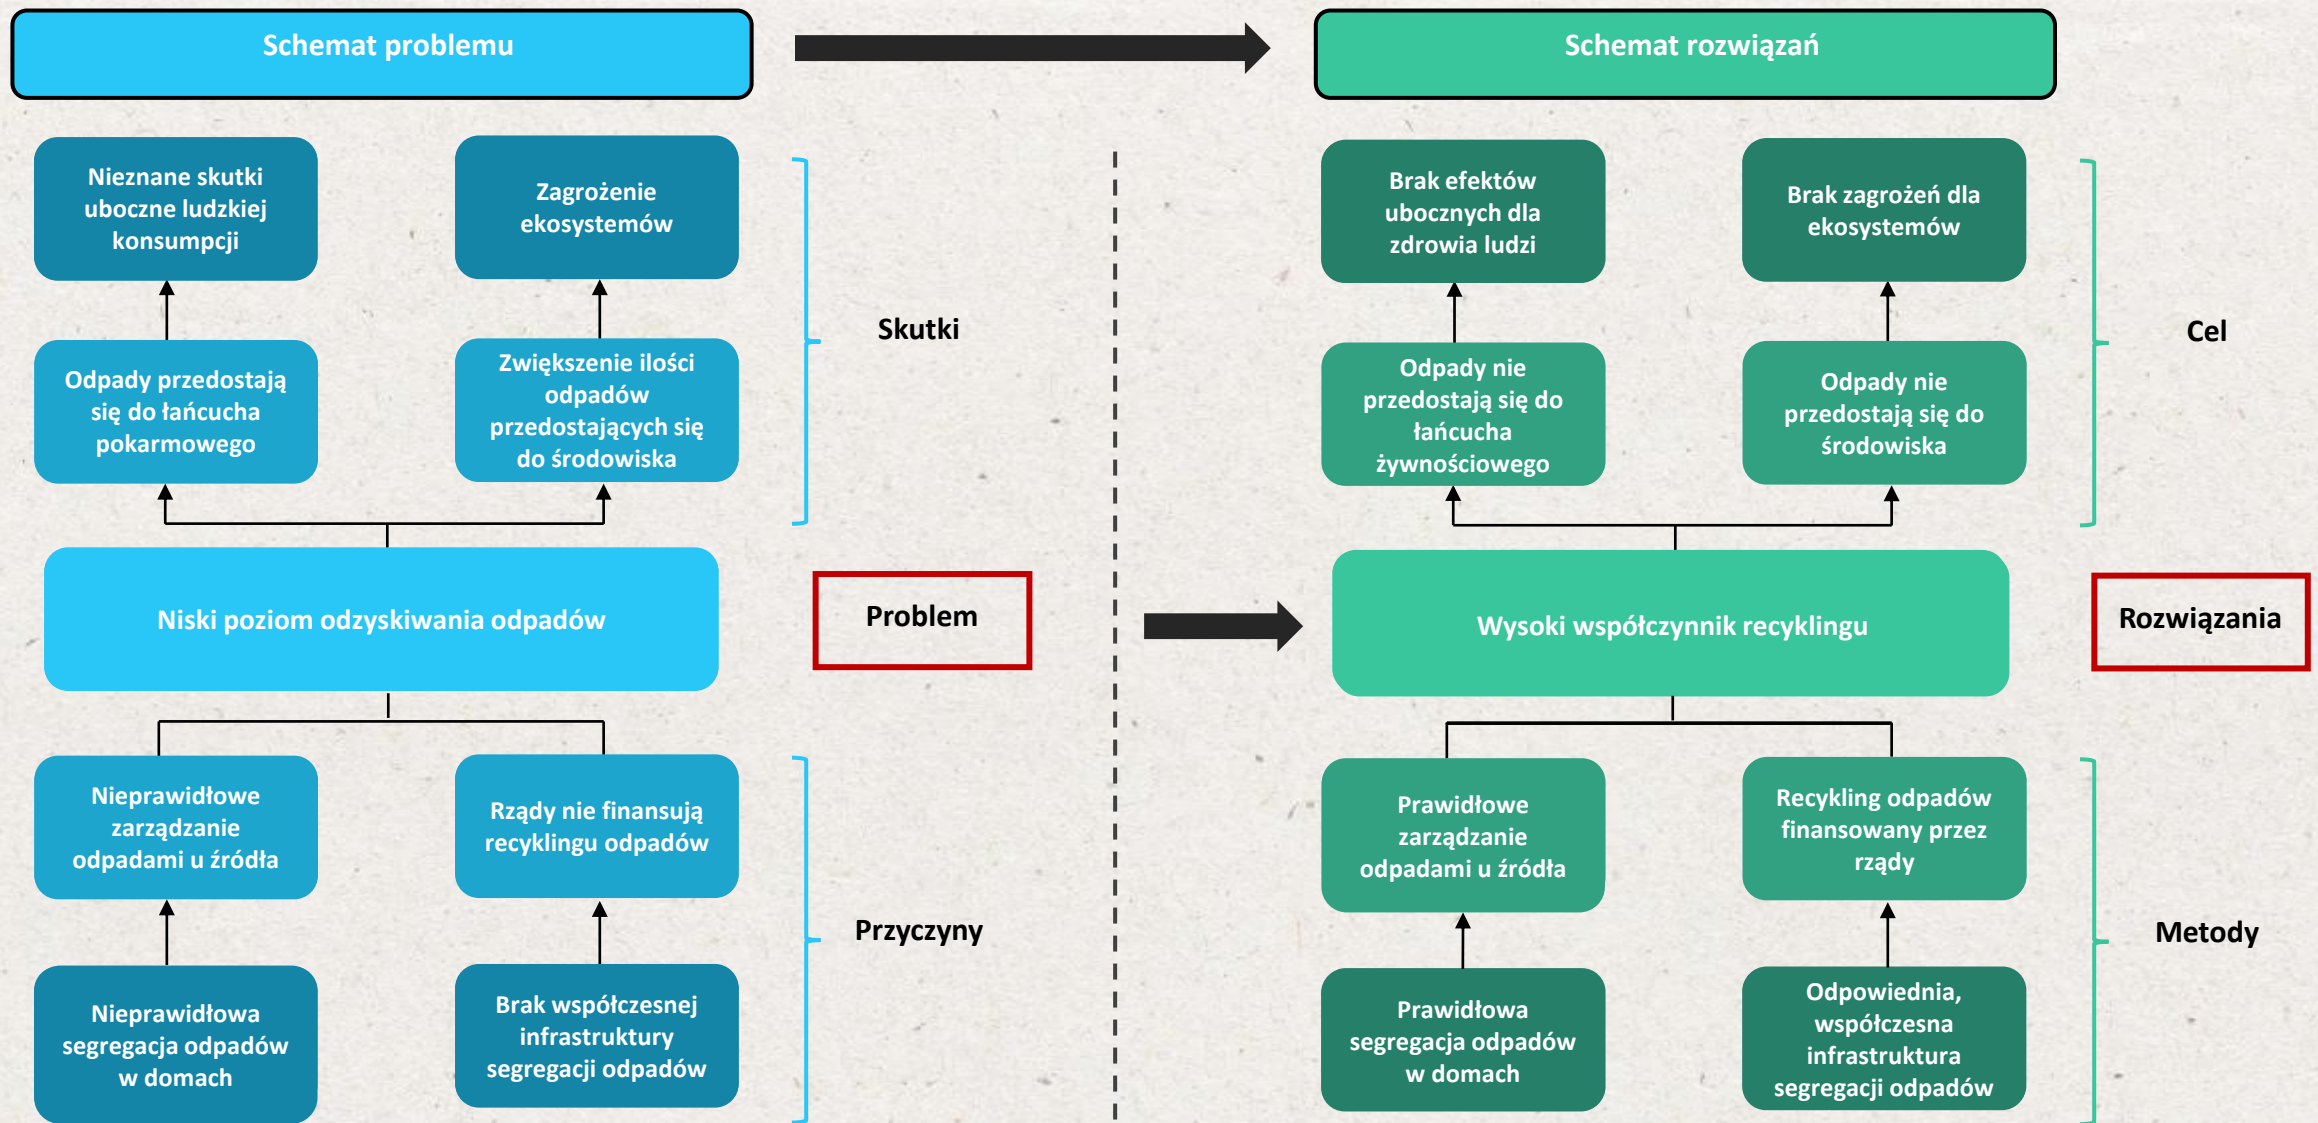 Schemat problemu
Schemat rozwiązań
Nieznane skutki
uboczne ludzkiej
konsumpcji
Zagrożenie
ekosystemów
Odpady przedostają
się do łańcucha
pokarmowego
Zwiększenie ilości
odpadów
przedostających się
do środowiska
Skutki
Niski poziom odzyskiwania odpadów
Problem
Nieprawidłowe
zarządzanie
odpadami u źródła
Rządy nie finansują
recyklingu odpadów
Nieprawidłowa
segregacja odpadów
w domach
Brak współczesnej
infrastruktury
segregacji odpadów
Przyczyny
Brak efektów
ubocznych dla
zdrowia ludzi
Brak zagrożeń dla
ekosystemów
Odpady nie
przedostają się do
łańcucha
żywnościowego
Odpady nie
przedostają się do
środowiska
Cel
Wysoki współczynnik recyklingu
Rozwiązania
Prawidłowe
zarządzanie
odpadami u źródła
Recykling odpadów
finansowany przez
rządy
Prawidłowa
segregacja odpadów
w domach
Odpowiednia,
współczesna
infrastruktura
segregacji odpadów
Metody